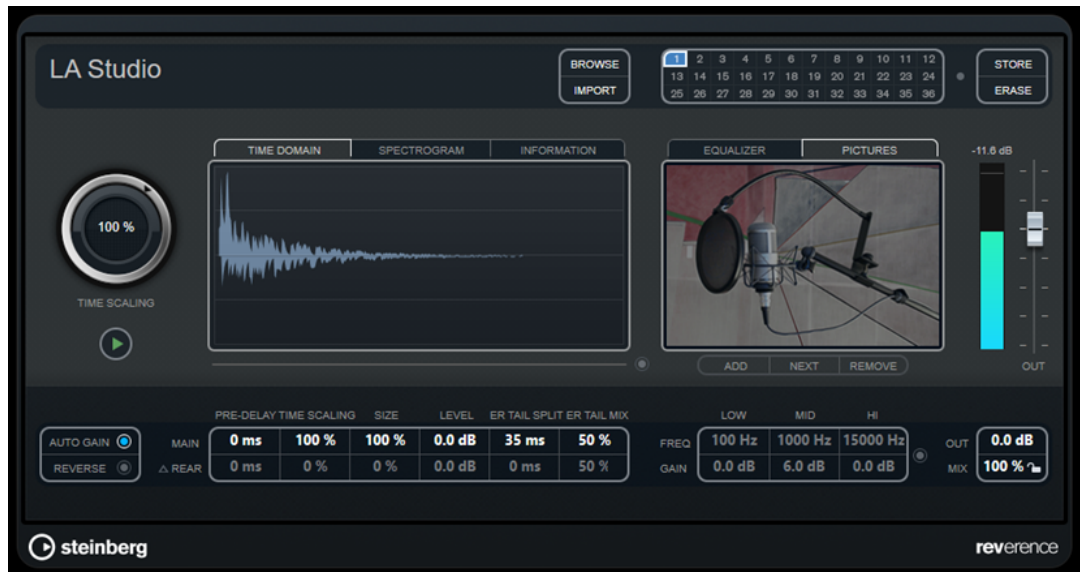 LA Studio
BROWSE
IMPORT
1 2 3 4 5 6 7 8 9 10 11 12
13 14 15 16 17 18 19 20 21 22 23 24
25 26 27 28 29 30 31 32 33 34 35 36
STORE
ERASE
TIME DOMAIN SPECTROGRAM INFORMATION
EQUALIZER PICTURES
-11.6 dB
100 %
TIME SCALING
ADD NEXT REMOVE
OUT
PRE-DELAY TIME SCALING SIZE LEVEL ER TAIL SPLIT ER TAIL MIX
LOW MID HI
AUTO GAIN MAIN 0 ms 100 % 100 % 0.0 dB 35 ms 50 %
FREQ 100 Hz 1000 Hz 15000 Hz OUT 0.0 dB
REVERSE △ REAR 0 ms 0 % 0 % 0.0 dB 0 ms 50 %
GAIN 0.0 dB 6.0 dB 0.0 dB MIX 100 %
steinberg
reverence